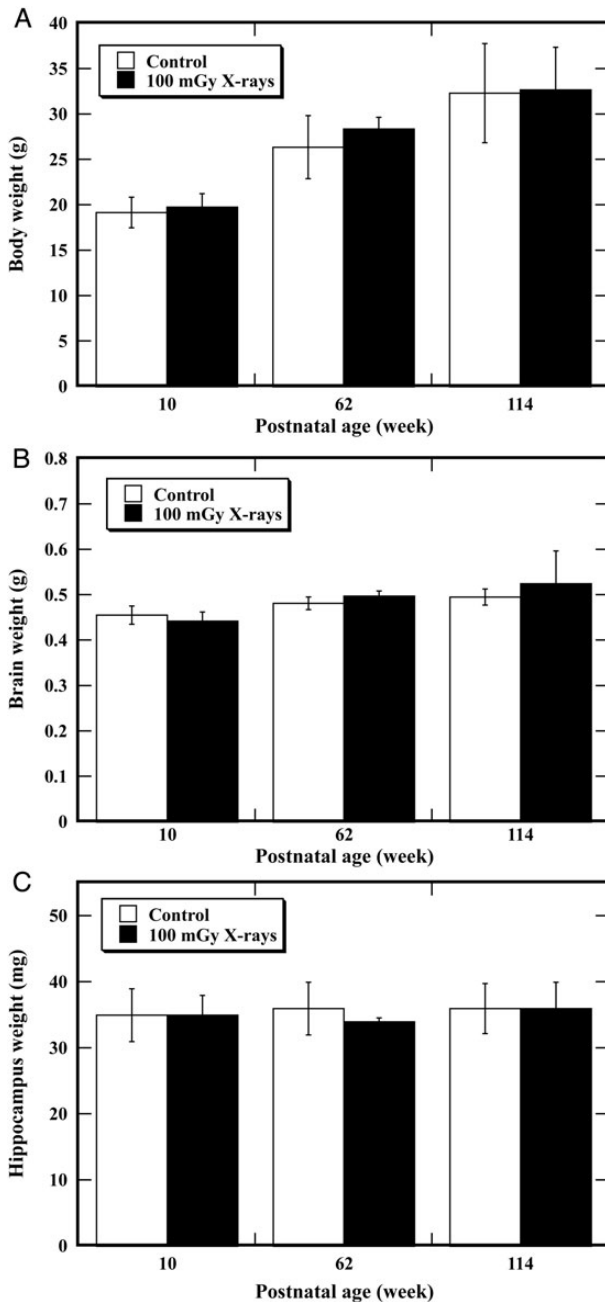 A
40
35
30
25
20
15
10
5
0
Body weight (g)
Control
100 mGy X-rays
10 62 114
Postnatal age (week)
B
0.8
0.7
0.6
0.5
0.4
0.3
0.2
0.1
0
Brain weight (g)
Control
100 mGy X-rays
10 62 114
Postnatal age (week)
C
50
40
30
20
10
0
Hippocampus weight (mg)
Control
100 mGy X-rays
10 62 114
Postnatal age (week)